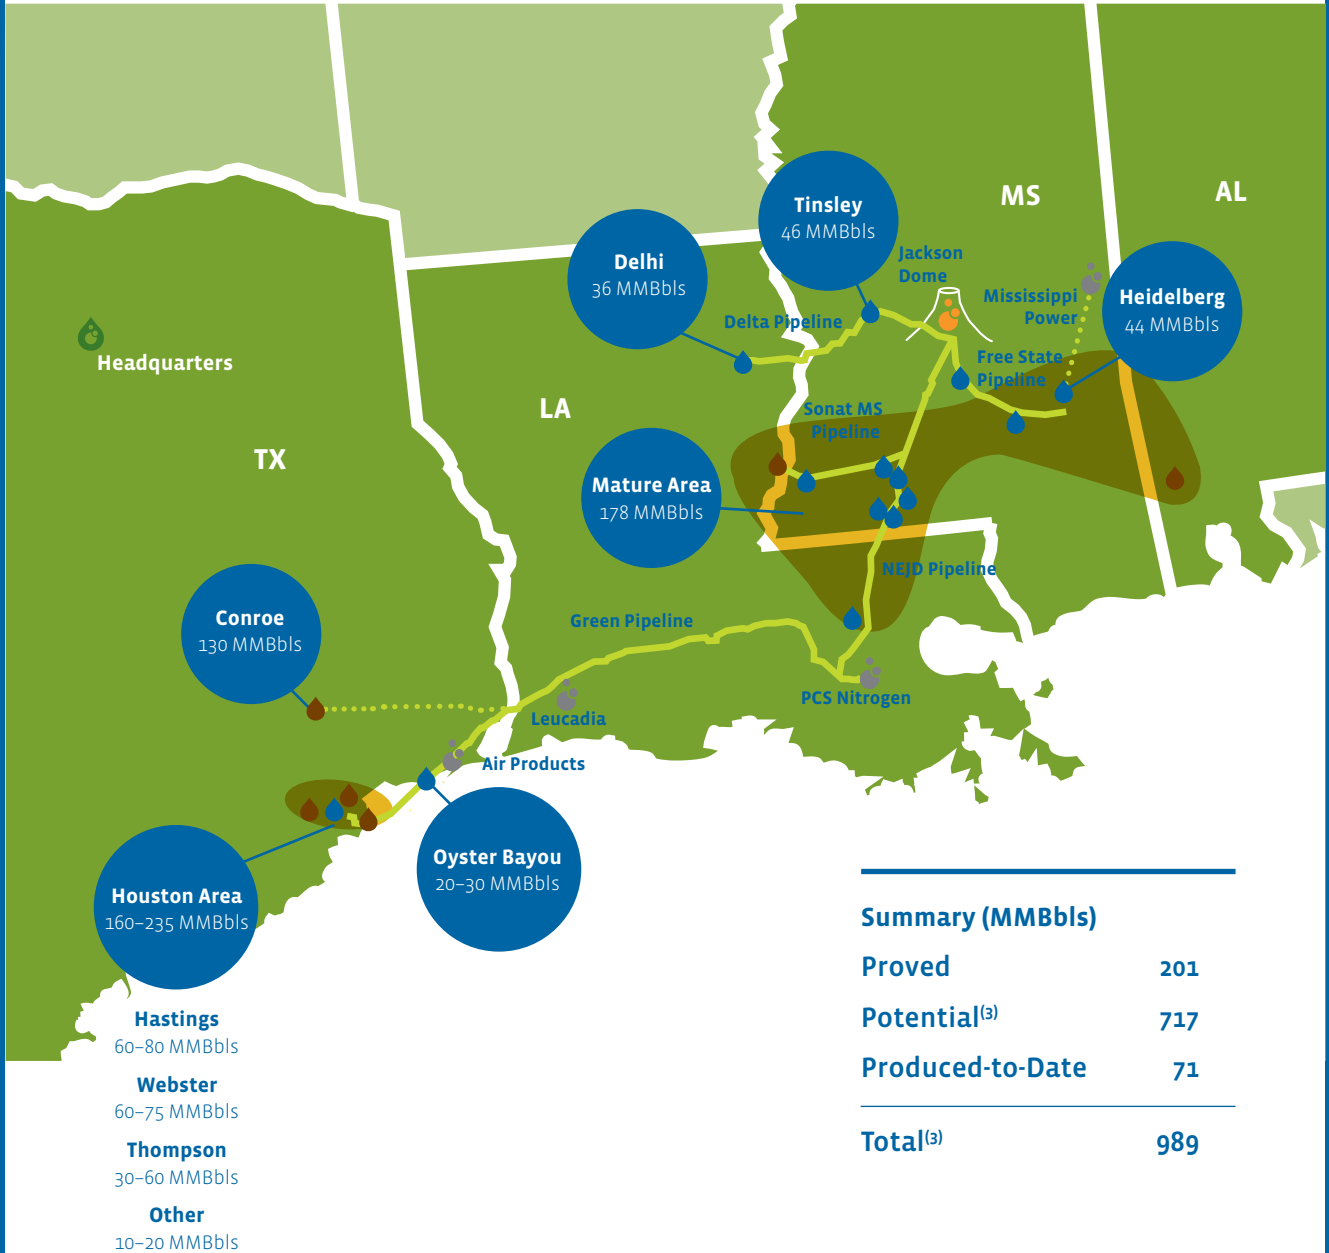 MS
AL
Tinsley
46 MMBbls
Jackson
Dome
Delhi
36 MMBbls
Mississippi
Power
Heidelberg
44 MMBbls
Delta Pipeline
Headquarters
Free State
Pipeline
LA
Sonat MS
Pipeline
TX
Mature Area
178 MMBbls
NEJD Pipeline
Conroe
130 MMBbls
Green Pipeline
PCS Nitrogen
Leucadia
Air Products
Oyster Bayou
20–30 MMBbls
Houston Area
160–235 MMBbls
Hastings
60–80 MMBbls
Webster
60–75 MMBbls
Thompson
30–60 MMBbls
Other
10–20 MMBbls
Summary (MMBbls)
Proved 201
Potential(3) 717
Produced-to-Date 71
Total(3) 989